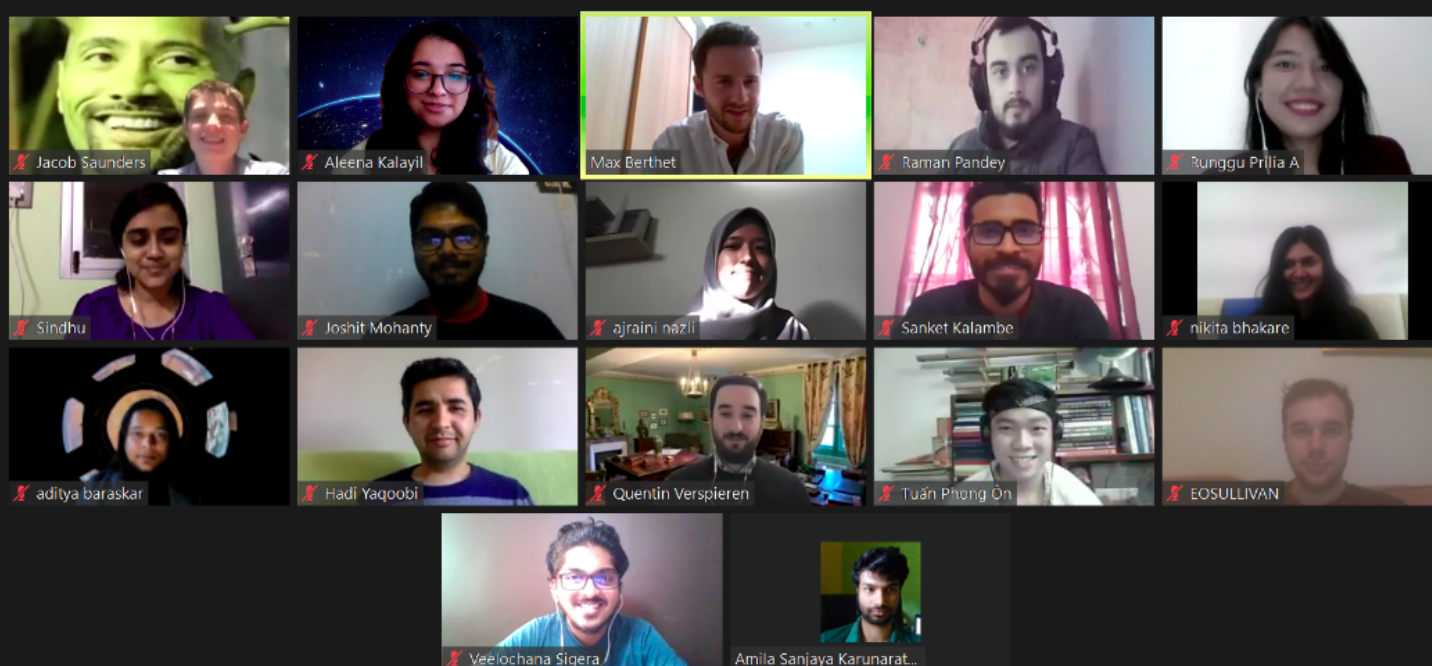 Jacob Saunders
Aleena Kalayil
Max Berthet
Raman Pandey
Runggu Prilia A
Sindhu
Joshit Mohanty
ajraini nazli
Sanket Kalambe
nikita bhakare
aditya baraskar
Hadi Yaqoobi
Quentin Verspieren
Tuấn Phong Ôn
EOSULLIVAN
Veelochana Sigera
Amila Sanjaya Karunarat...